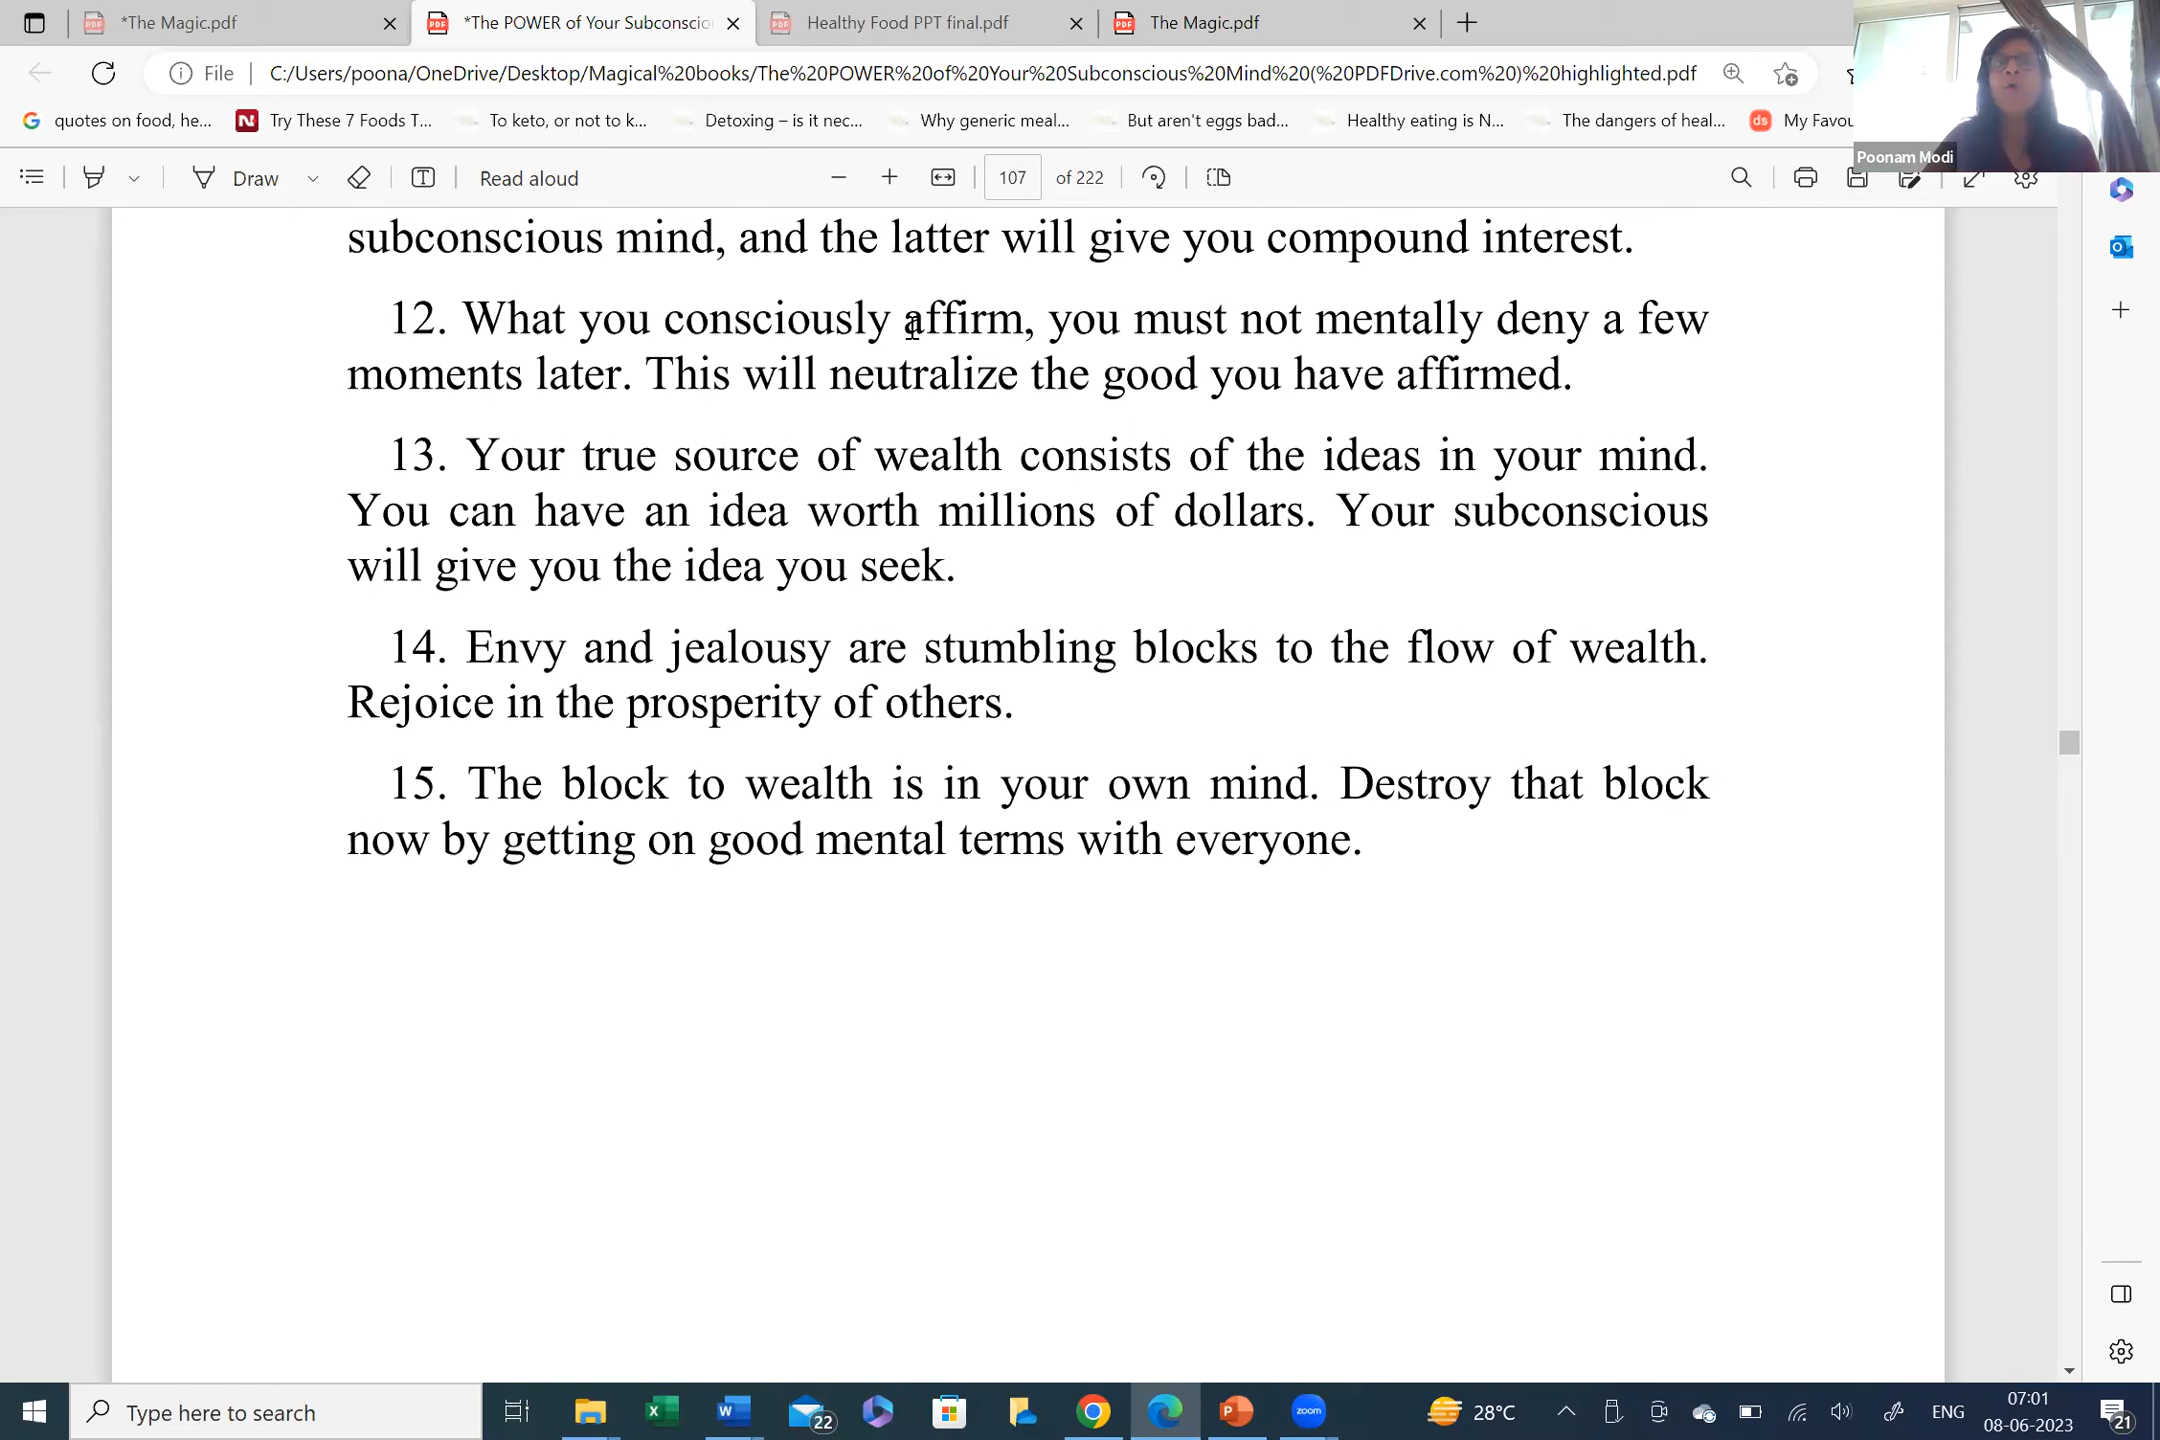 *The Magic.pdf
*The POWER of Your Subconscio
Healthy Food PPT final.pdf
The Magic.pdf
File
C:/Users/poona/OneDrive/Desktop/Magical%20books/The%20POWER%20of%20Your%20Subconscious%20Mind%20(%20PDFDrive.com%20)%20highlighted.pdf
quotes on food, he...
Try These 7 Foods T...
To keto, or not to k...
Detoxing – is it nec...
Why generic meal...
But aren't eggs bad...
Healthy eating is N...
The dangers of heal...
My Favou
Poonam Modi
Draw
Read aloud
107
of 222
subconscious mind, and the latter will give you compound interest.
12. What you consciously affirm, you must not mentally deny a few
moments later. This will neutralize the good you have affirmed.
13. Your true source of wealth consists of the ideas in your mind.
You can have an idea worth millions of dollars. Your subconscious
will give you the idea you seek.
14. Envy and jealousy are stumbling blocks to the flow of wealth.
Rejoice in the prosperity of others.
15. The block to wealth is in your own mind. Destroy that block
now by getting on good mental terms with everyone.
Type here to search
22
zoom
28°C
ENG
07:01
08-06-2023
21